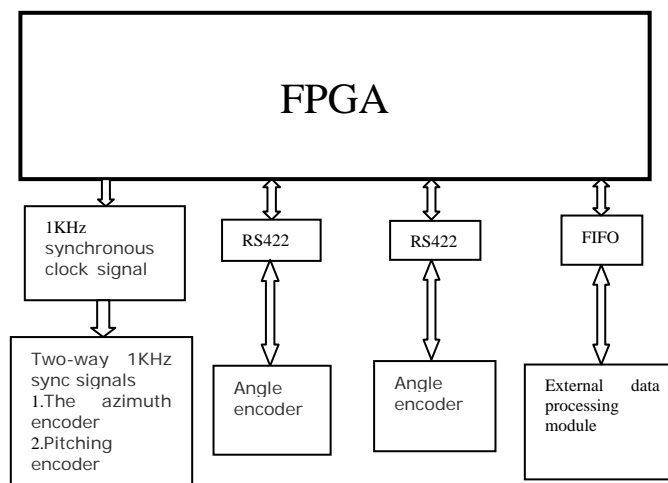 FPGA
1KHz
synchronous
clock signal
RS422
RS422
FIFO
Two-way 1KHz
sync signals
1.The azimuth
encoder
2.Pitching
encoder
Angle
encoder
Angle
encoder
External data
processing
module